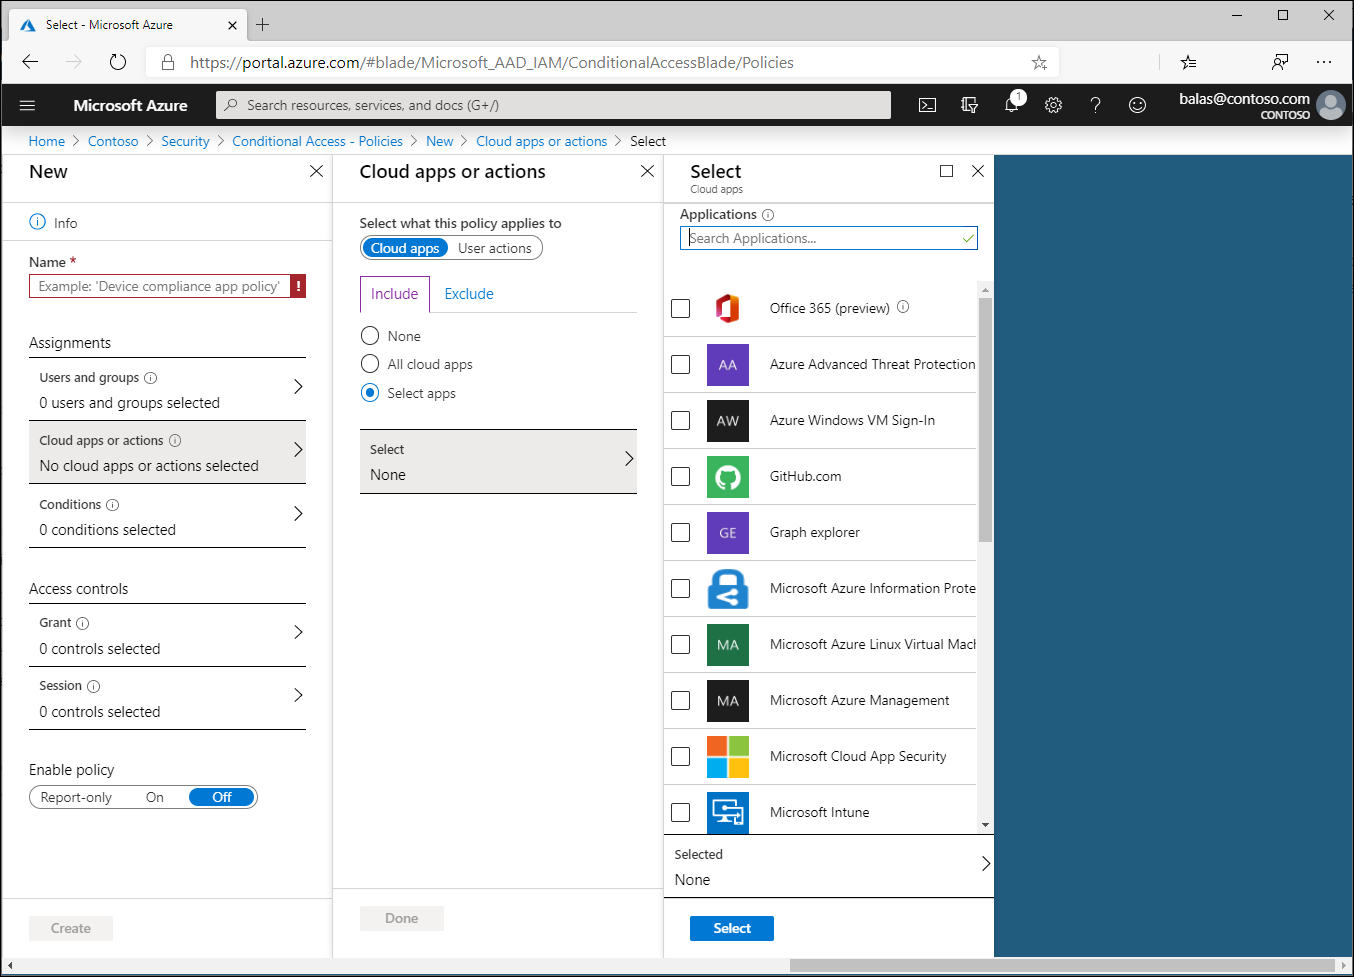 Select - Microsoft Azure
https://portal.azure.com/#blade/Microsoft_AAD_IAM/ConditionalAccessBlade/Policies
Microsoft Azure
Search resources, services, and docs (G+/)
1
balas@contoso.com
CONTOSO
Home > Contoso > Security > Conditional Access - Policies > New > Cloud apps or actions > Select
New
Info
Name *
Example: 'Device compliance app policy'
!
Assignments
Users and groups
0 users and groups selected
Cloud apps or actions
No cloud apps or actions selected
Conditions
0 conditions selected
Access controls
Grant
0 controls selected
Session
0 controls selected
Enable policy
Report-only On Off
Create
Cloud apps or actions
Select what this policy applies to
Cloud apps User actions
Include Exclude
None
All cloud apps
Select apps
Select
None
Done
Select
Cloud apps
Applications
Search Applications...
Office 365 (preview)
AA Azure Advanced Threat Protection
AW Azure Windows VM Sign-In
GitHub.com
GE Graph explorer
Microsoft Azure Information Prote
MA Microsoft Azure Linux Virtual Mach
MA Microsoft Azure Management
Microsoft Cloud App Security
Microsoft Intune
Selected
None
Select